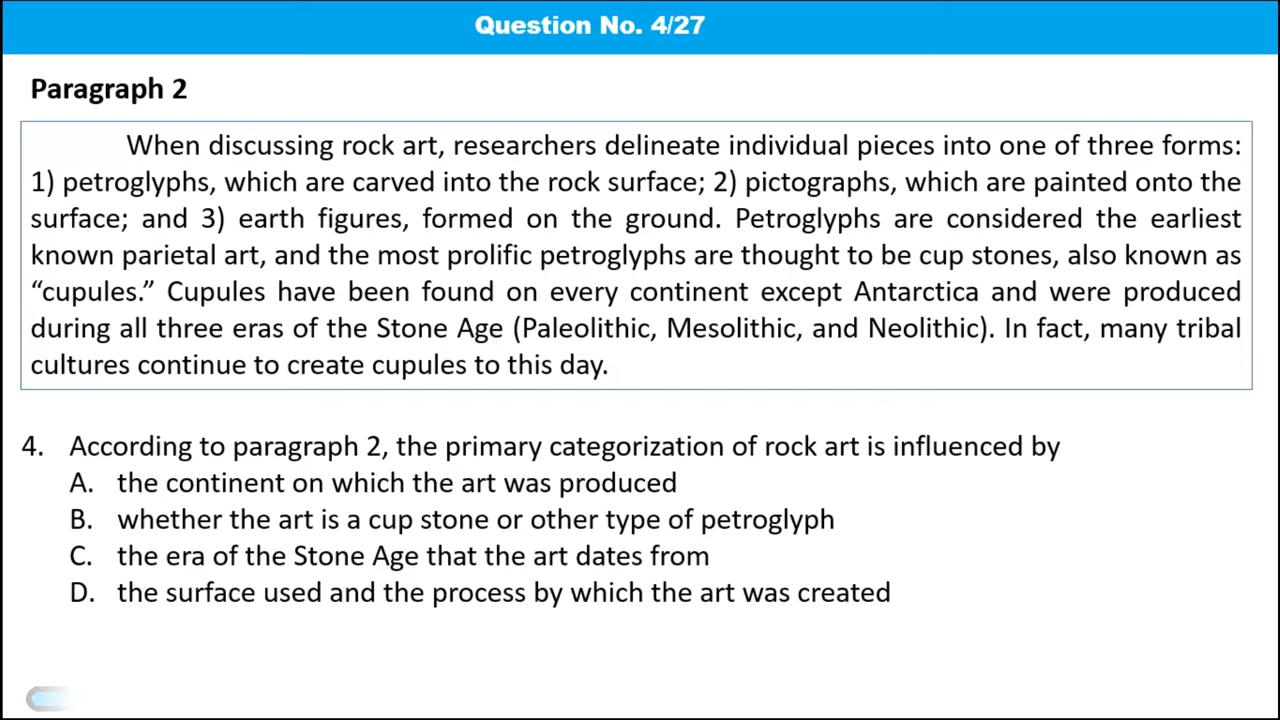 Question No. 4/27
Paragraph 2
When discussing rock art, researchers delineate individual pieces into one of three forms:
1) petroglyphs, which are carved into the rock surface; 2) pictographs, which are painted onto the
surface; and 3) earth figures, formed on the ground. Petroglyphs are considered the earliest
known parietal art, and the most prolific petroglyphs are thought to be cup stones, also known as
“cupules.” Cupules have been found on every continent except Antarctica and were produced
during all three eras of the Stone Age (Paleolithic, Mesolithic, and Neolithic). In fact, many tribal
cultures continue to create cupules to this day.
4. According to paragraph 2, the primary categorization of rock art is influenced by
A. the continent on which the art was produced
B. whether the art is a cup stone or other type of petroglyph
C. the era of the Stone Age that the art dates from
D. the surface used and the process by which the art was created